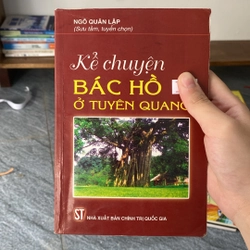 NGÔ QUÂN LẬP
(Sưu tầm, tuyển chọn)
Kể chuyện
BÁC HỒ
Ở TUYÊN QUANG
ST
NHÀ XUẤT BẢN CHÍNH TRỊ QUỐC GIA